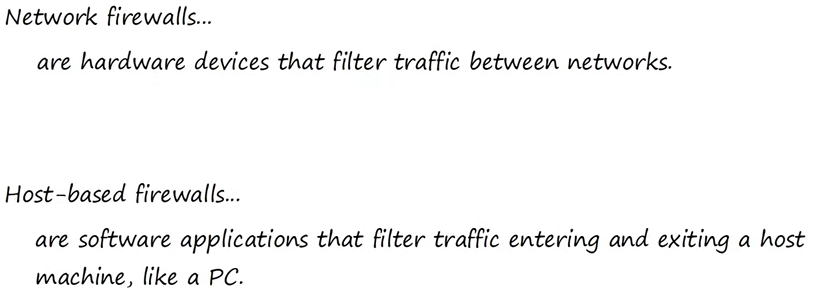 Network firewalls...
are hardware devices that filter traffic between networks.
Host-based firewalls...
are software applications that filter traffic entering and exiting a host
machine, like a PC.